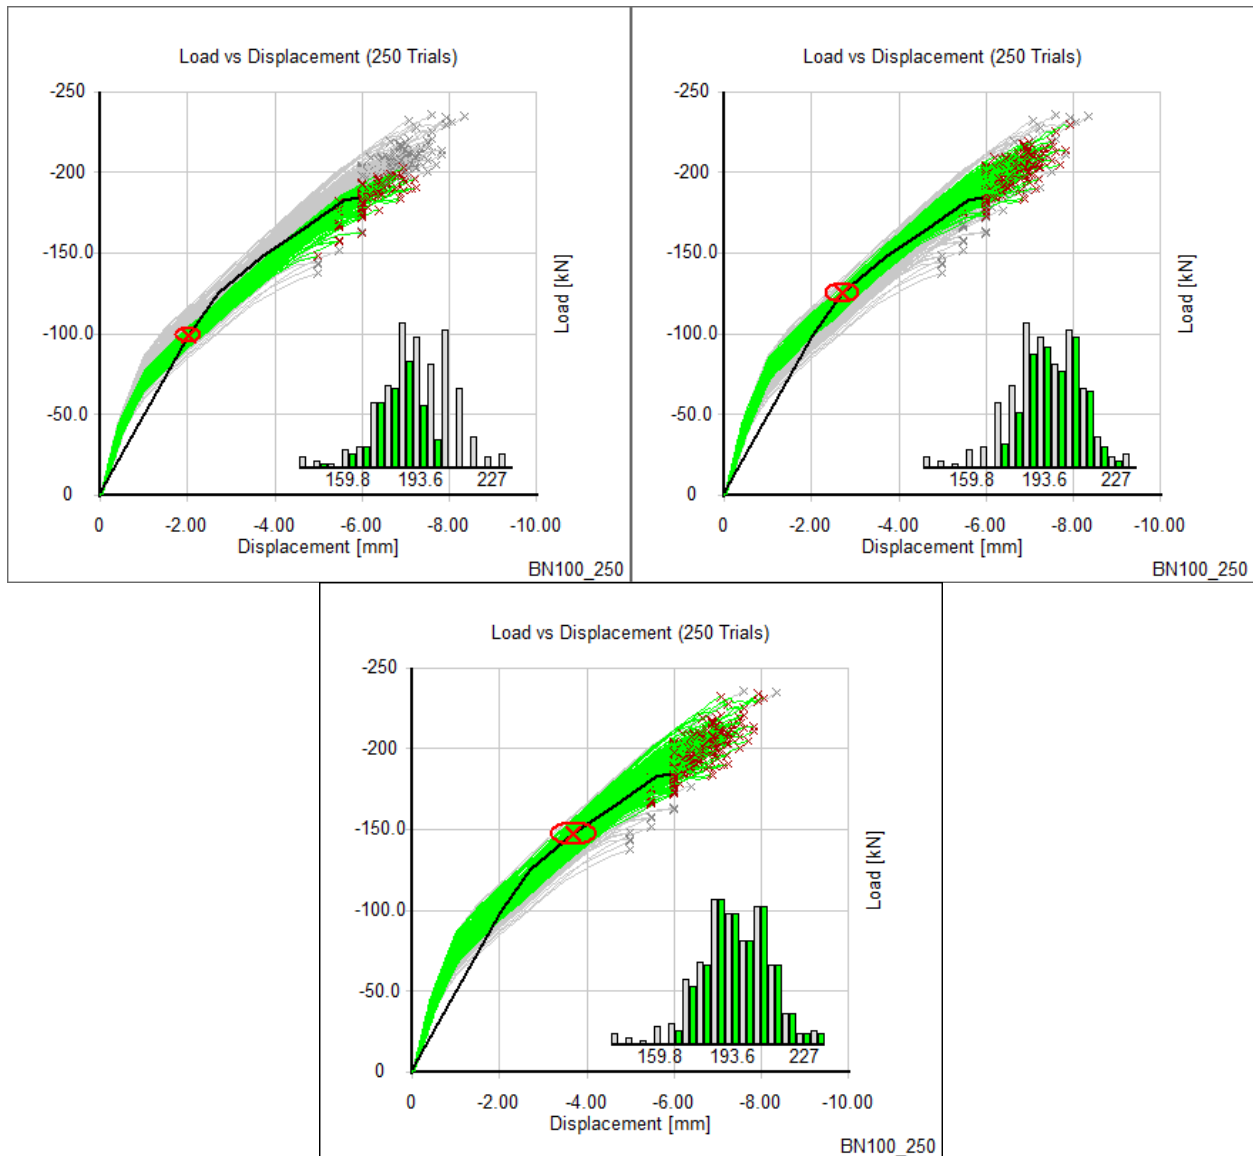 Load vs Displacement (250 Trials)
-250
-200
-150.0
-100.0
-50.0
0
Load [kN]
159.8 193.6 227
0 -2.00 -4.00 -6.00 -8.00 -10.00
Displacement [mm]
BN100_250
Load vs Displacement (250 Trials)
-250
-200
-150.0
-100.0
-50.0
0
Load [kN]
159.8 193.6 227
0 -2.00 -4.00 -6.00 -8.00 -10.00
Displacement [mm]
BN100_250
Load vs Displacement (250 Trials)
-250
-200
-150.0
-100.0
-50.0
0
Load [kN]
159.8 193.6 227
0 -2.00 -4.00 -6.00 -8.00 -10.00
Displacement [mm]
BN100_250